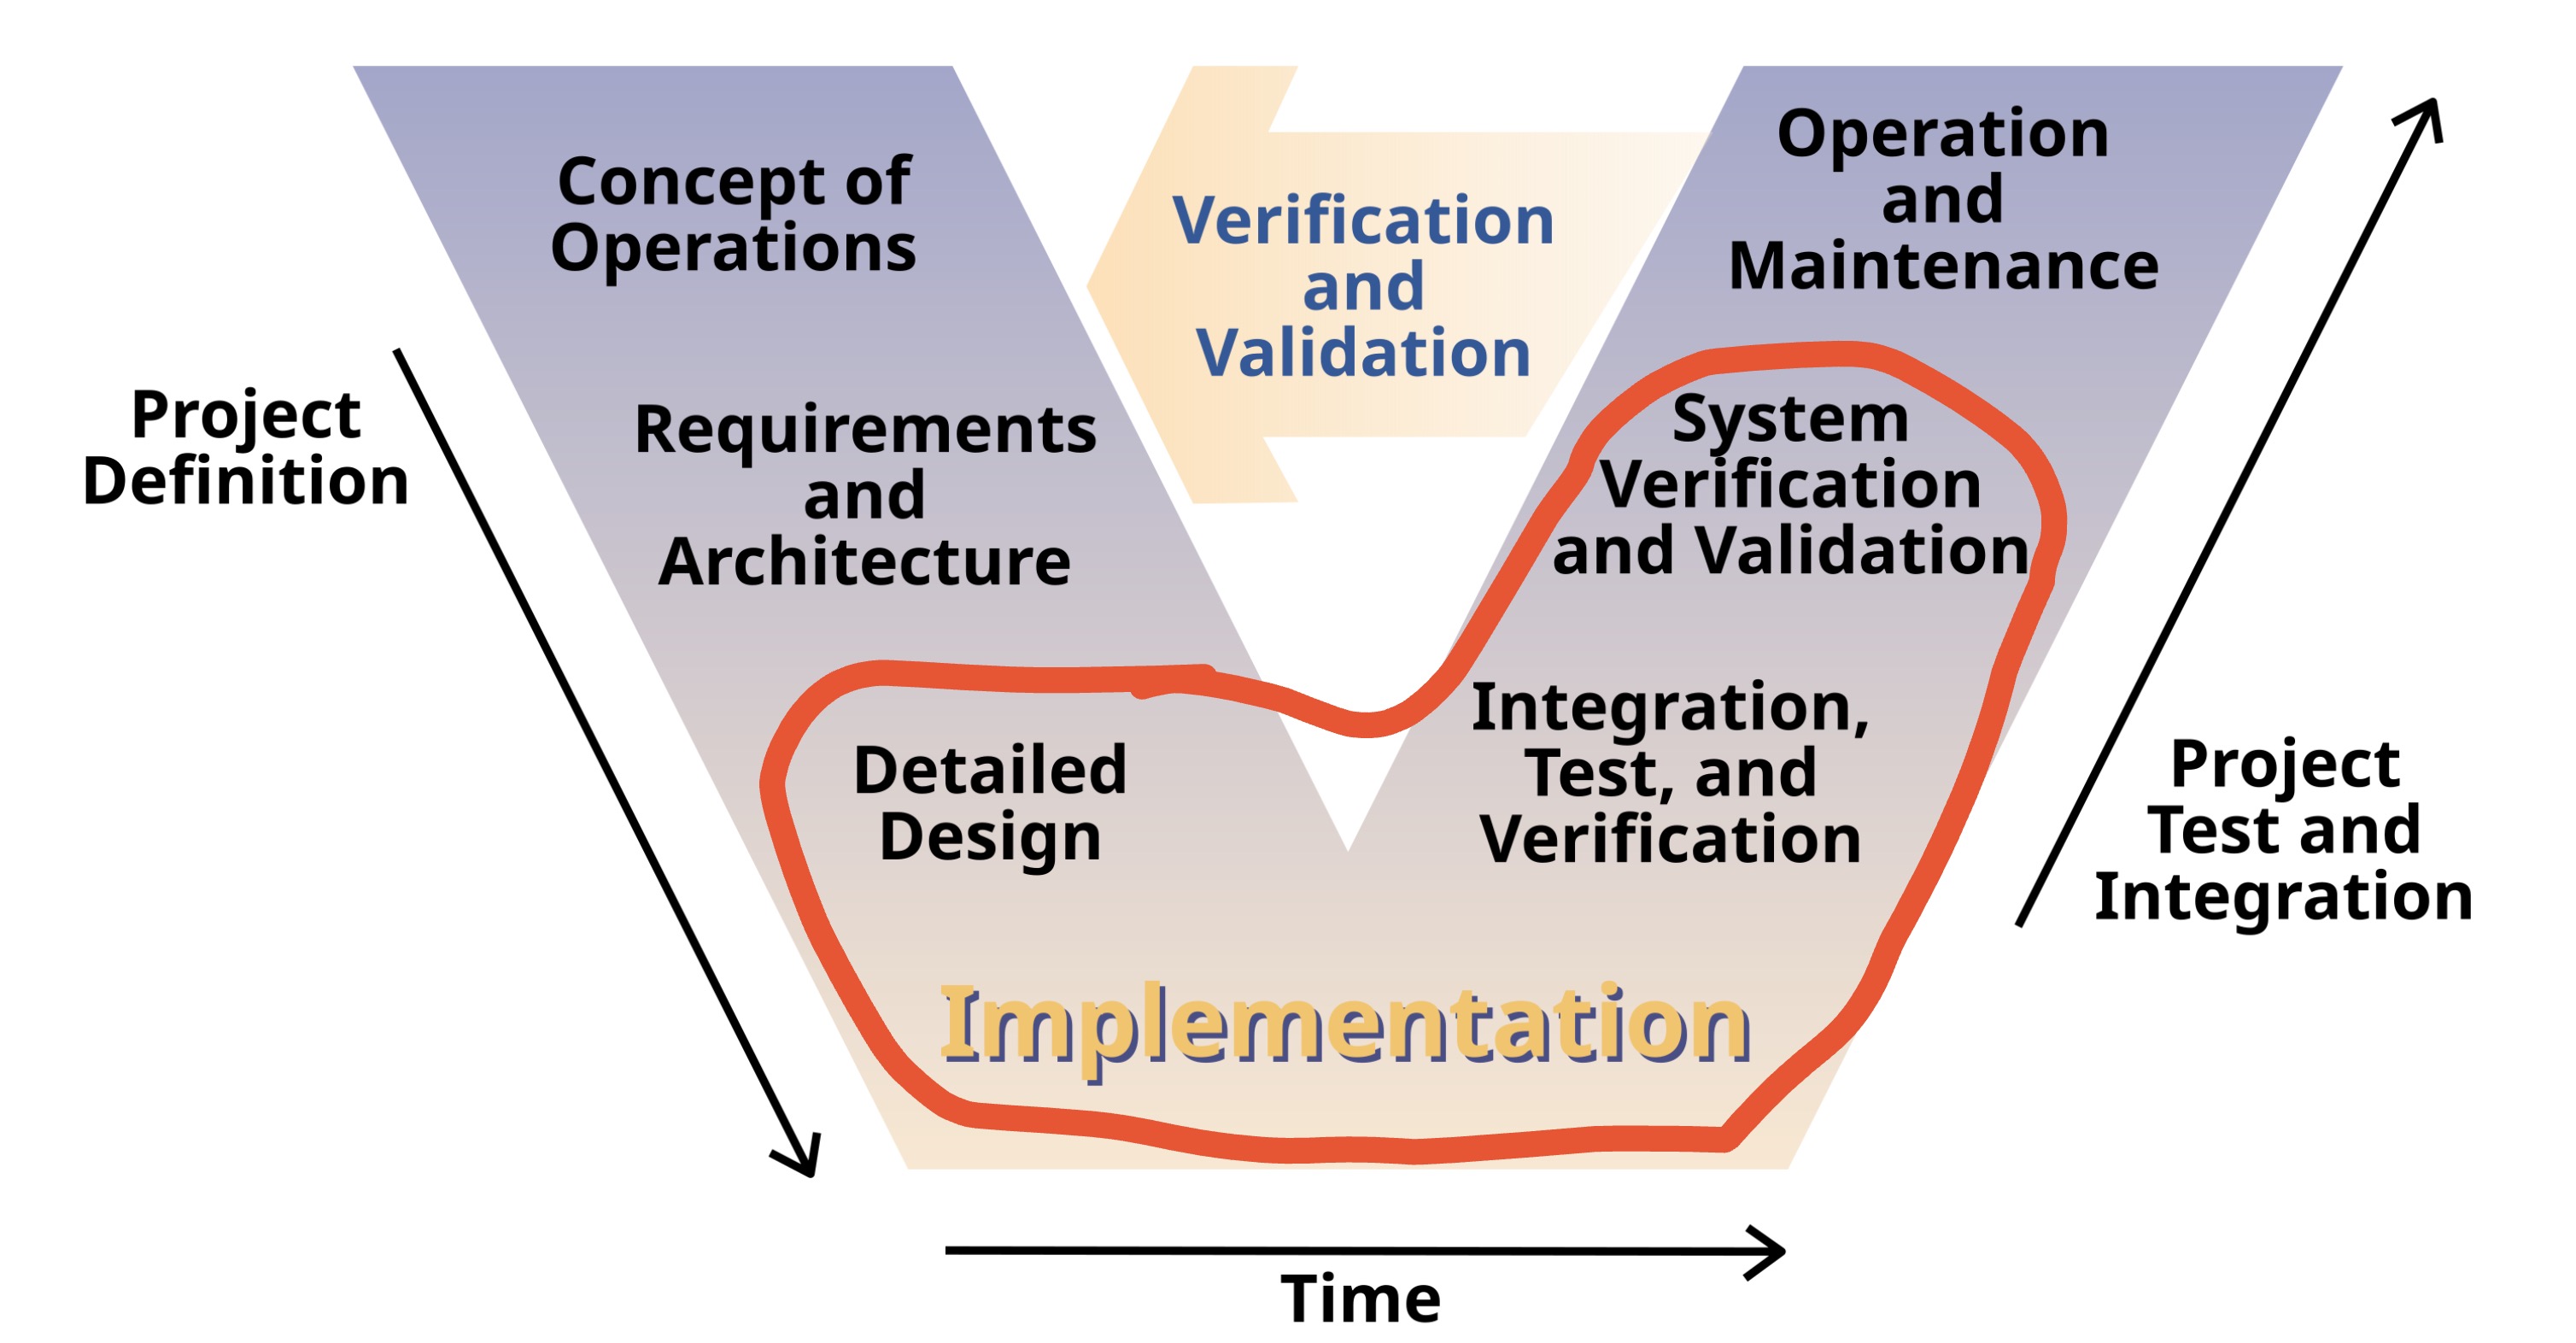 Concept of
Operations
Verification
and
Validation
Operation
and
Maintenance
Project
Definition
Requirements
and
Architecture
System
Verification
and Validation
Detailed
Design
Integration,
Test, and
Verification
Project
Test and
Integration
Implementation
Time